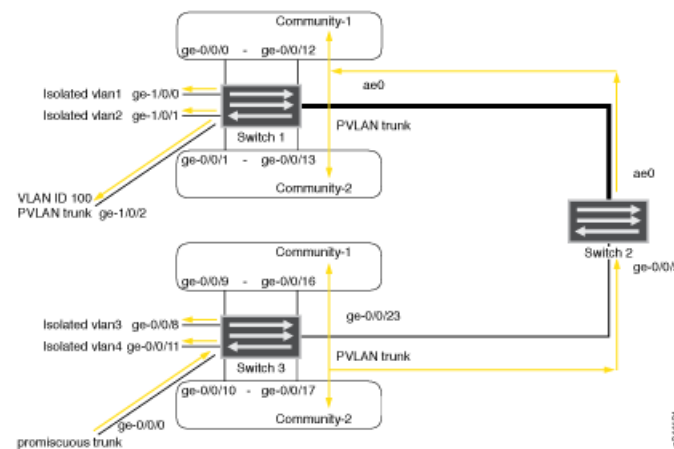 Community-1
ge-0/0/0 - ge-0/0/12
ae0
Isolated vlan1 ge-1/0/0
Isolated vlan2 ge-1/0/1
PVLAN trunk
Switch 1
ge-0/0/1 - ge-0/0/13
ae0
VLAN ID 100
PVLAN trunk ge-1/0/2
Community-2
Community-1
Switch 2
ge-0/0/9 - ge-0/0/16
ge-0/0/23
Isolated vlan3 ge-0/0/8
Isolated vlan4 ge-0/0/11
PVLAN trunk
Switch 3
ge-0/0/10 - ge-0/0/17
Community-2
ge-0/0/0
promiscuous trunk